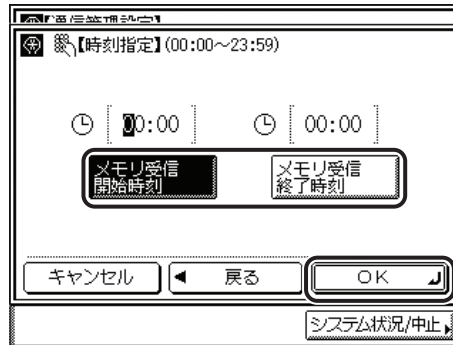 【通信管理設定】
【時刻指定】(00:00～23:59)
00:00 00:00
メモリ受信
開始時刻
メモリ受信
終了時刻
キャンセル 戻る OK
システム状況/中止